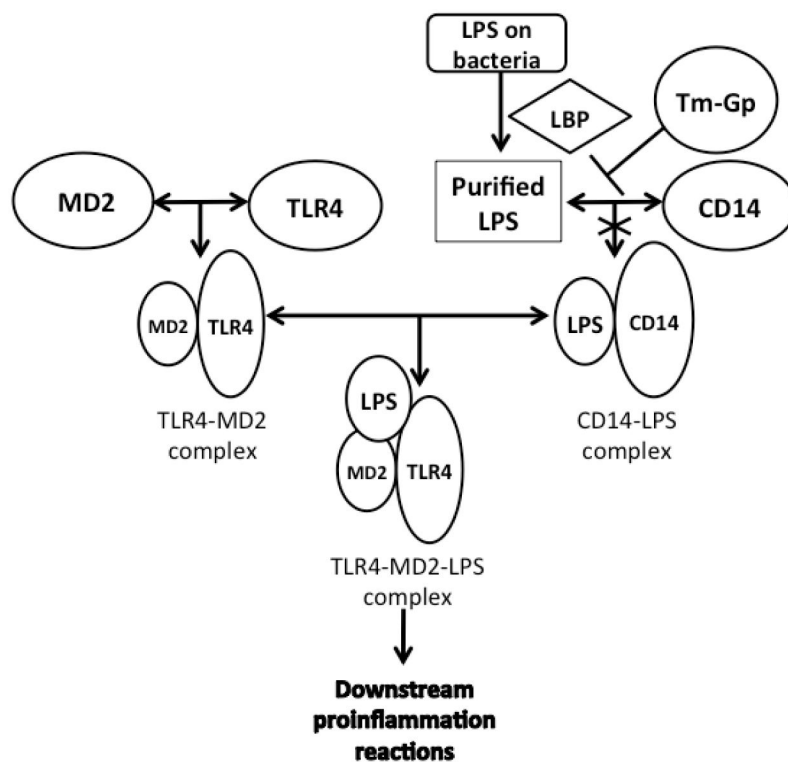 LPS on
bacteria
LBP
Tm-Gp
MD2
TLR4
Purified
LPS
CD14
MD2
TLR4
LPS
CD14
TLR4-MD2
complex
CD14-LPS
complex
LPS
MD2
TLR4
TLR4-MD2-LPS
complex
Downstream
proinflammation
reactions